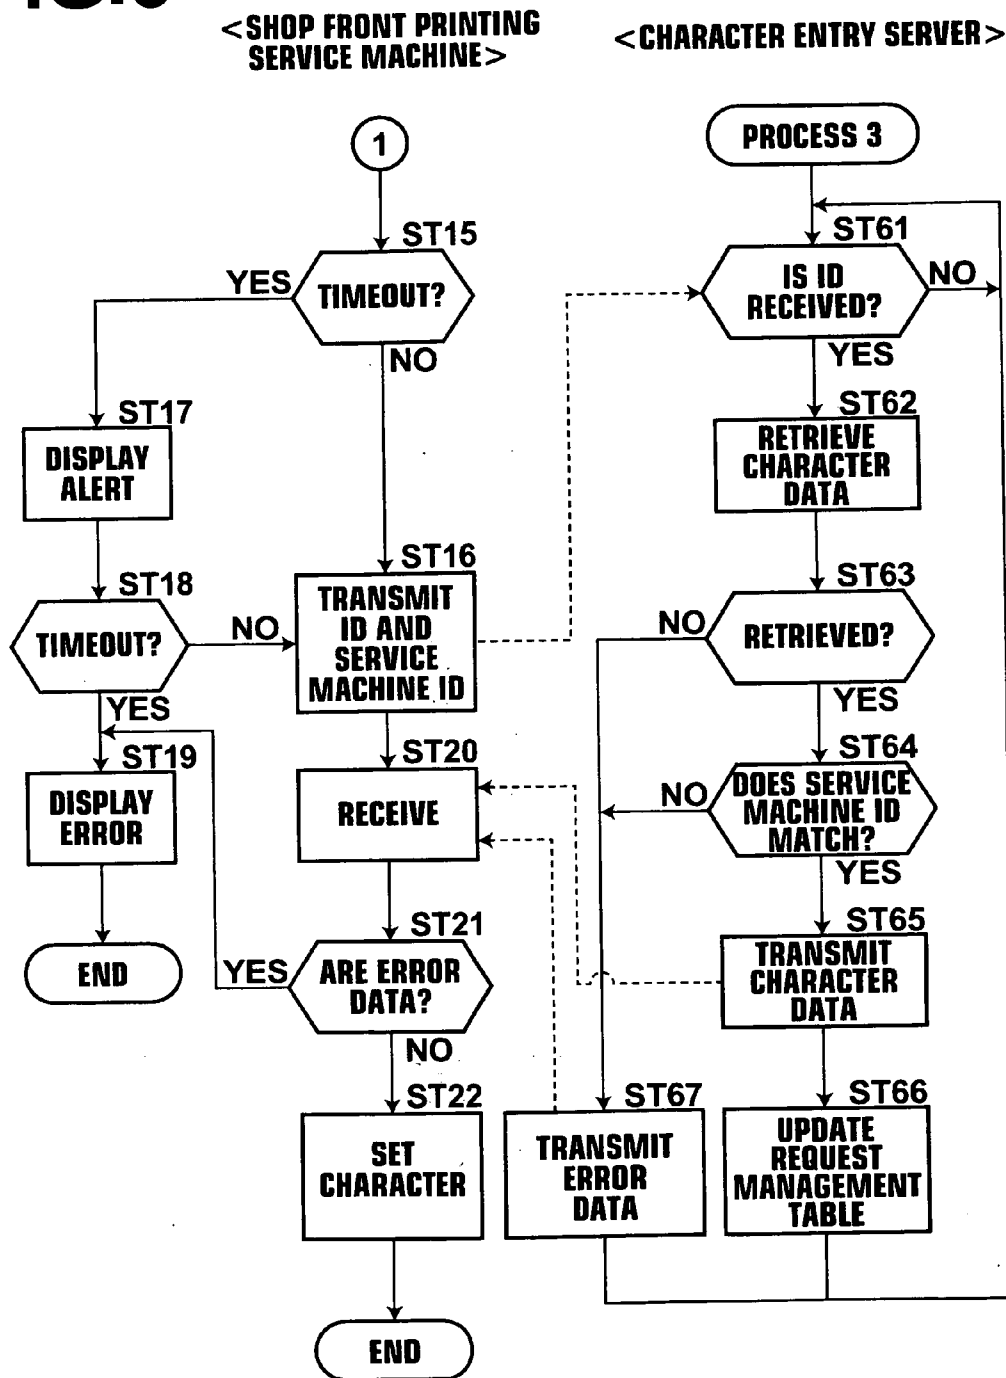 <SHOP FRONT PRINTING
SERVICE MACHINE>
<CHARACTER ENTRY SERVER>
1
PROCESS 3
ST15
TIMEOUT?
YES
NO
ST61
IS ID
RECEIVED?
NO
YES
ST17
DISPLAY
ALERT
ST62
RETRIEVE
CHARACTER
DATA
ST18
TIMEOUT?
NO
YES
ST16
TRANSMIT
ID AND
SERVICE
MACHINE ID
ST63
RETRIEVED?
NO
YES
ST19
DISPLAY
ERROR
END
ST20
RECEIVE
ST64
DOES SERVICE
MACHINE ID
MATCH?
NO
YES
ST21
ARE ERROR
DATA?
YES
NO
ST65
TRANSMIT
CHARACTER
DATA
ST22
SET
CHARACTER
END
ST67
TRANSMIT
ERROR
DATA
ST66
UPDATE
REQUEST
MANAGEMENT
TABLE